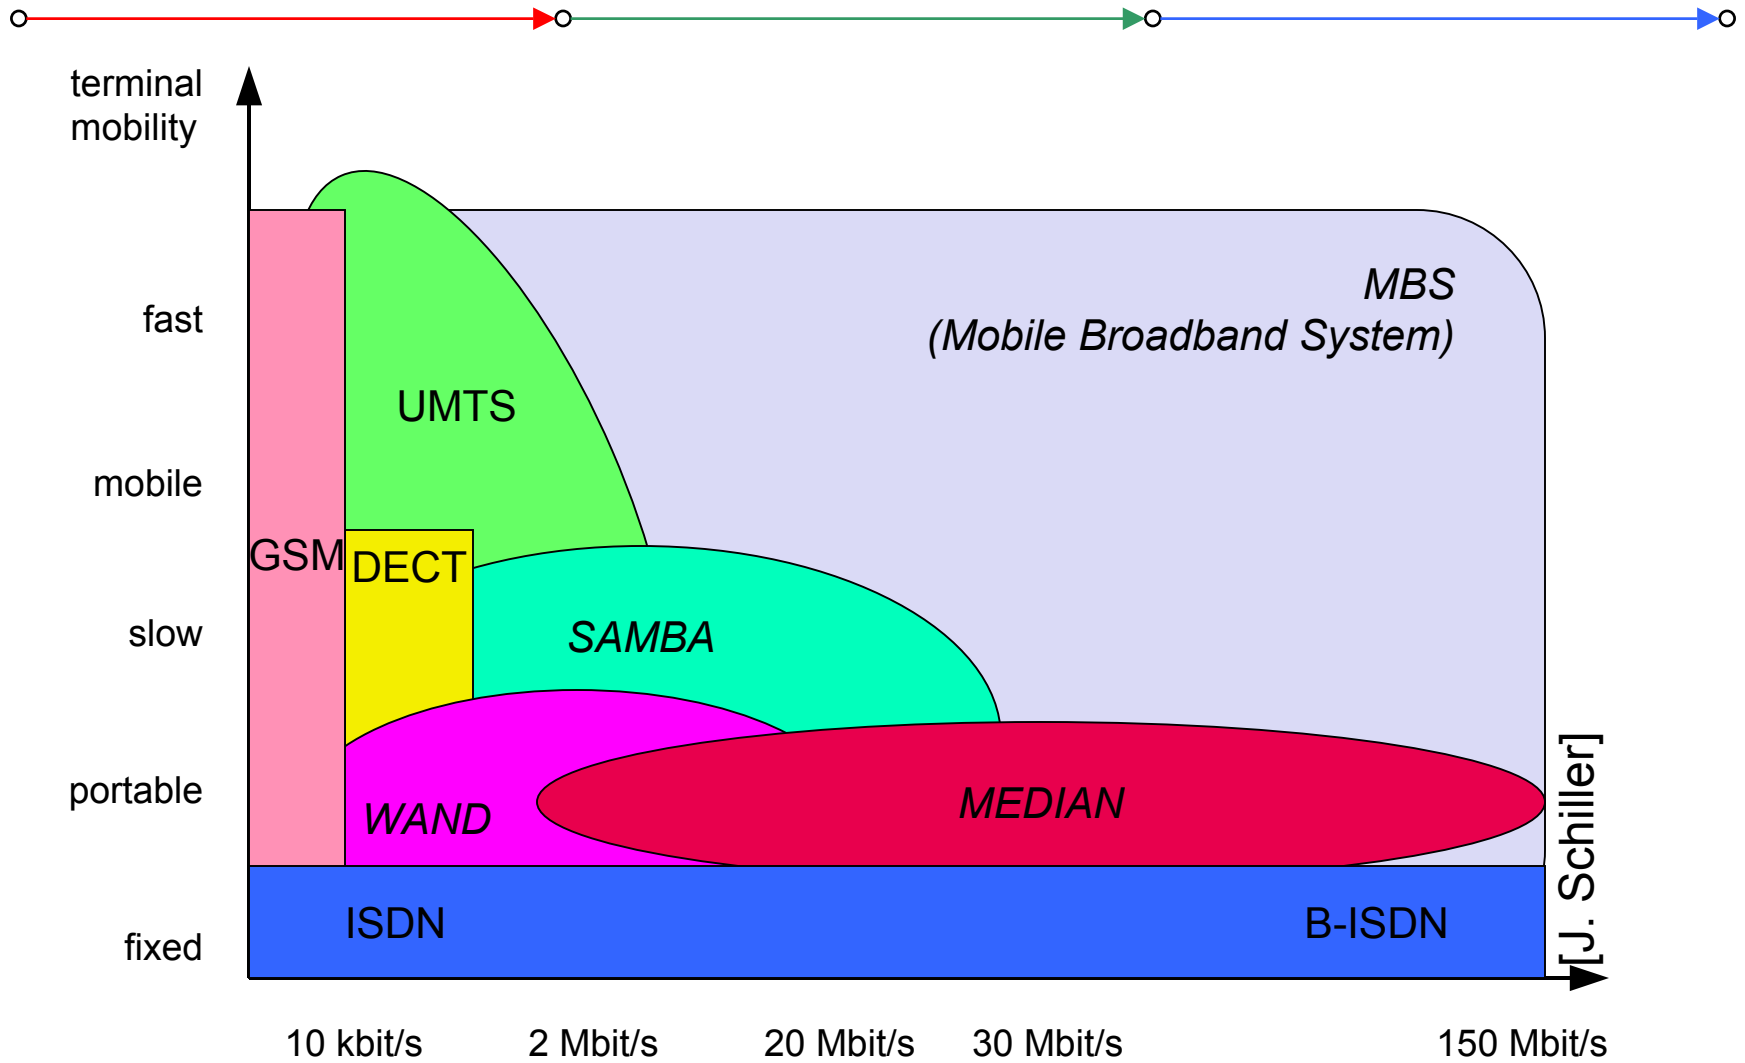 terminal
mobility
fast
mobile
slow
portable
fixed
MBS
(Mobile Broadband System)
UMTS
GSM
DECT
SAMBA
WAND
MEDIAN
ISDN
B-ISDN
[J. Schiller]
10 kbit/s
2 Mbit/s
20 Mbit/s
30 Mbit/s
150 Mbit/s